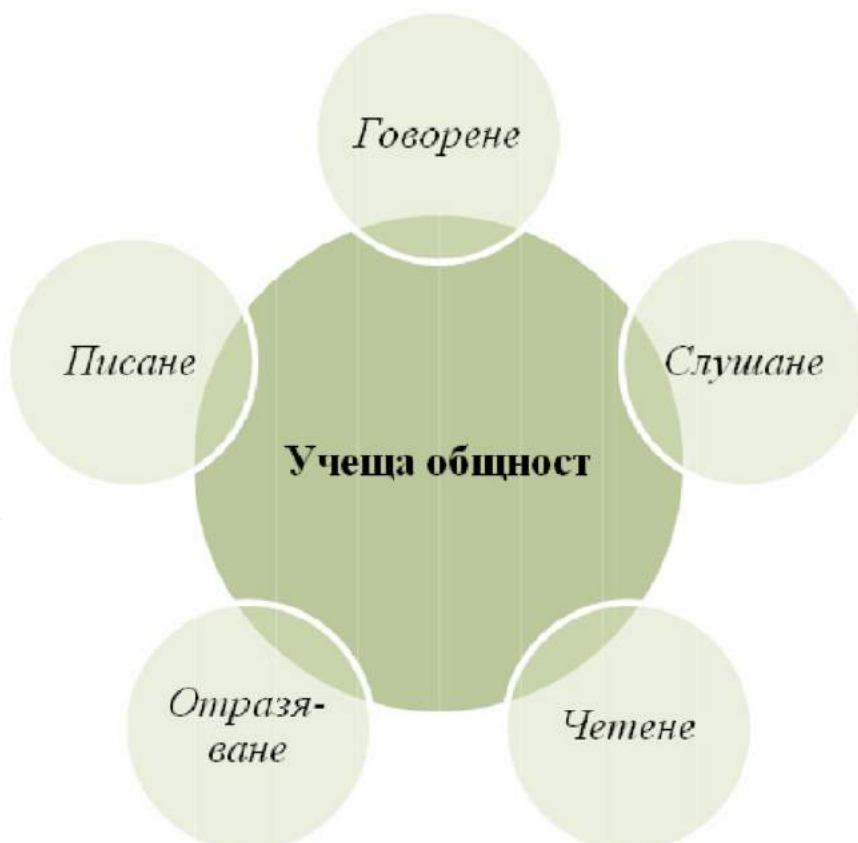 Говорене
Писане
Слушане
Учеща общност
Отразя-
ване
Четене